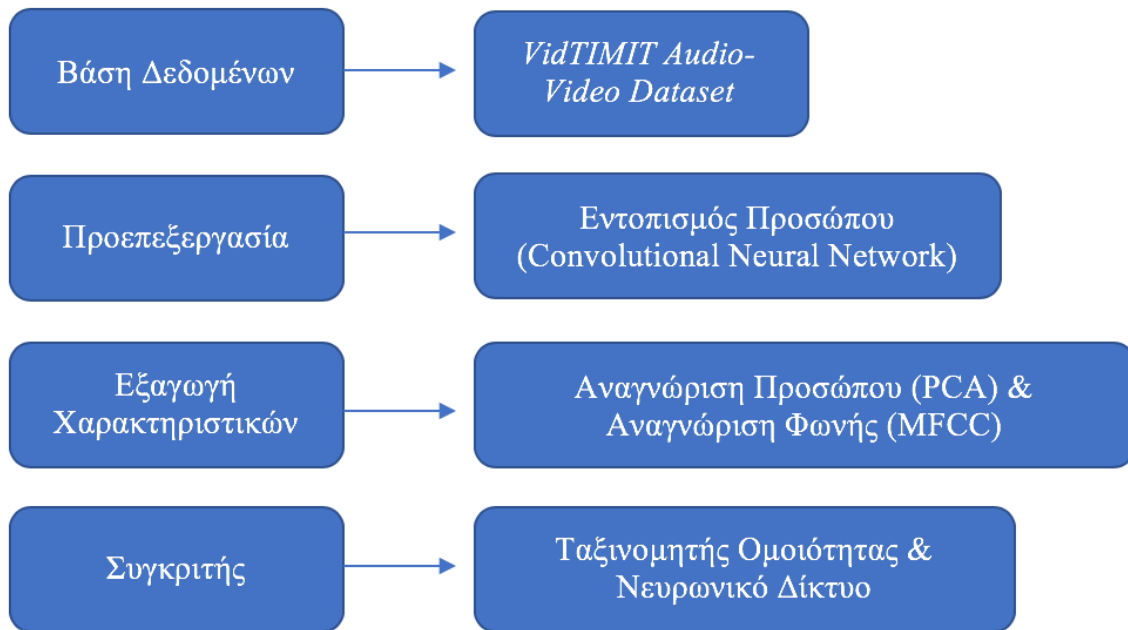 Βάση Δεδομένων
VidTIMIT Audio-
Video Dataset
Προεπεξεργασία
Εντοπισμός Προσώπου
(Convolutional Neural Network)
Εξαγωγή
Χαρακτηριστικών
Αναγνώριση Προσώπου (PCA) &
Αναγνώριση Φωνής (MFCC)
Συγκριτής
Ταξινομητής Ομοιότητας &
Νευρωνικό Δίκτυο